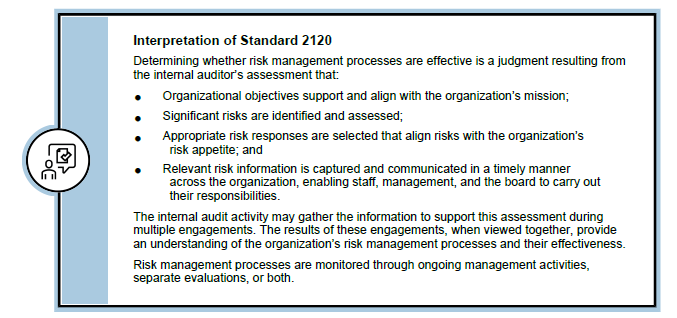 Interpretation of Standard 2120
Determining whether risk management processes are effective is a judgment resulting from
the internal auditor's assessment that:
● Organizational objectives support and align with the organization's mission;
● Significant risks are identified and assessed;
● Appropriate risk responses are selected that align risks with the organization's
risk appetite; and
● Relevant risk information is captured and communicated in a timely manner
across the organization, enabling staff, management, and the board to carry out
their responsibilities.
The internal audit activity may gather the information to support this assessment during
multiple engagements. The results of these engagements, when viewed together, provide
an understanding of the organization's risk management processes and their effectiveness.
Risk management processes are monitored through ongoing management activities,
separate evaluations, or both.